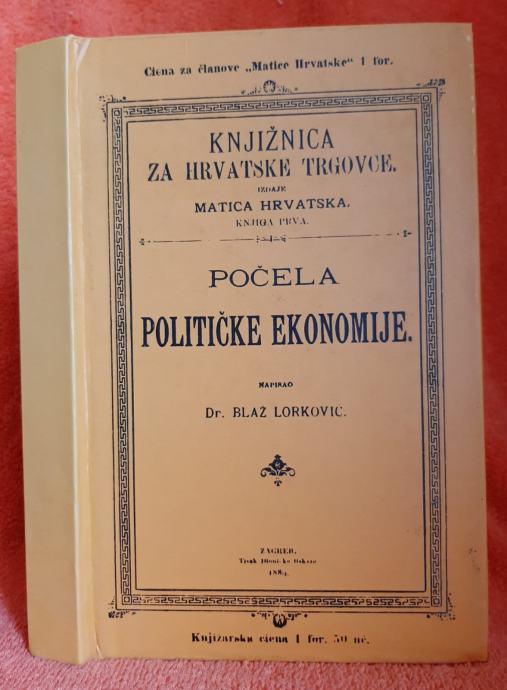 Ciena za članove „Matice Hrvatske“ 1 for.
KNJIŽNICA
ZA HRVATSKE TRGOVCE.
IZDAJE
MATICA HRVATSKA.
KNJIGA PRVA.
POČELA
POLITIČKE EKONOMIJE.
NAPISAO
Dr. BLAŽ LORKOVIĆ.
ZAGREB.
Tisak
Knjižarska ciena 1 for. 50 nč.